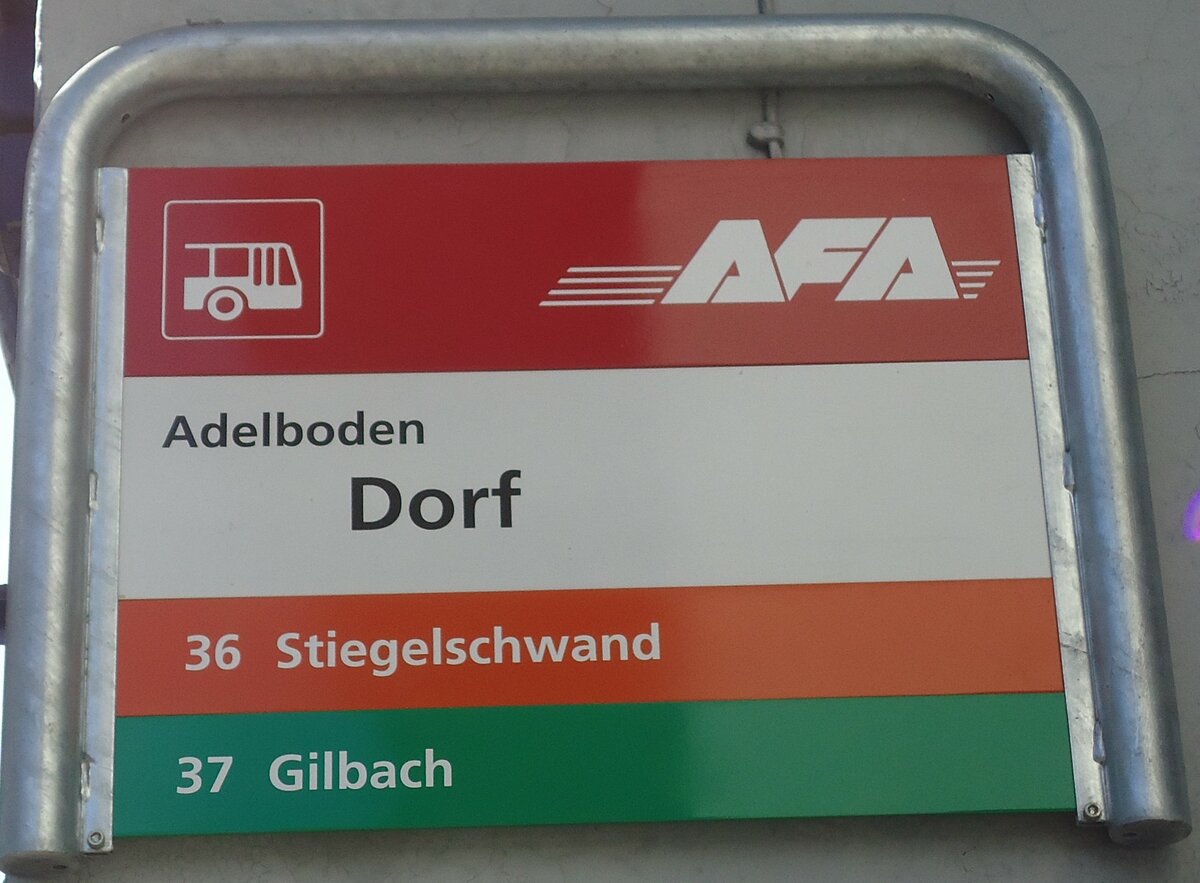 AFA
Adelboden
Dorf
36 Stiegelschwand
37 Gilbach